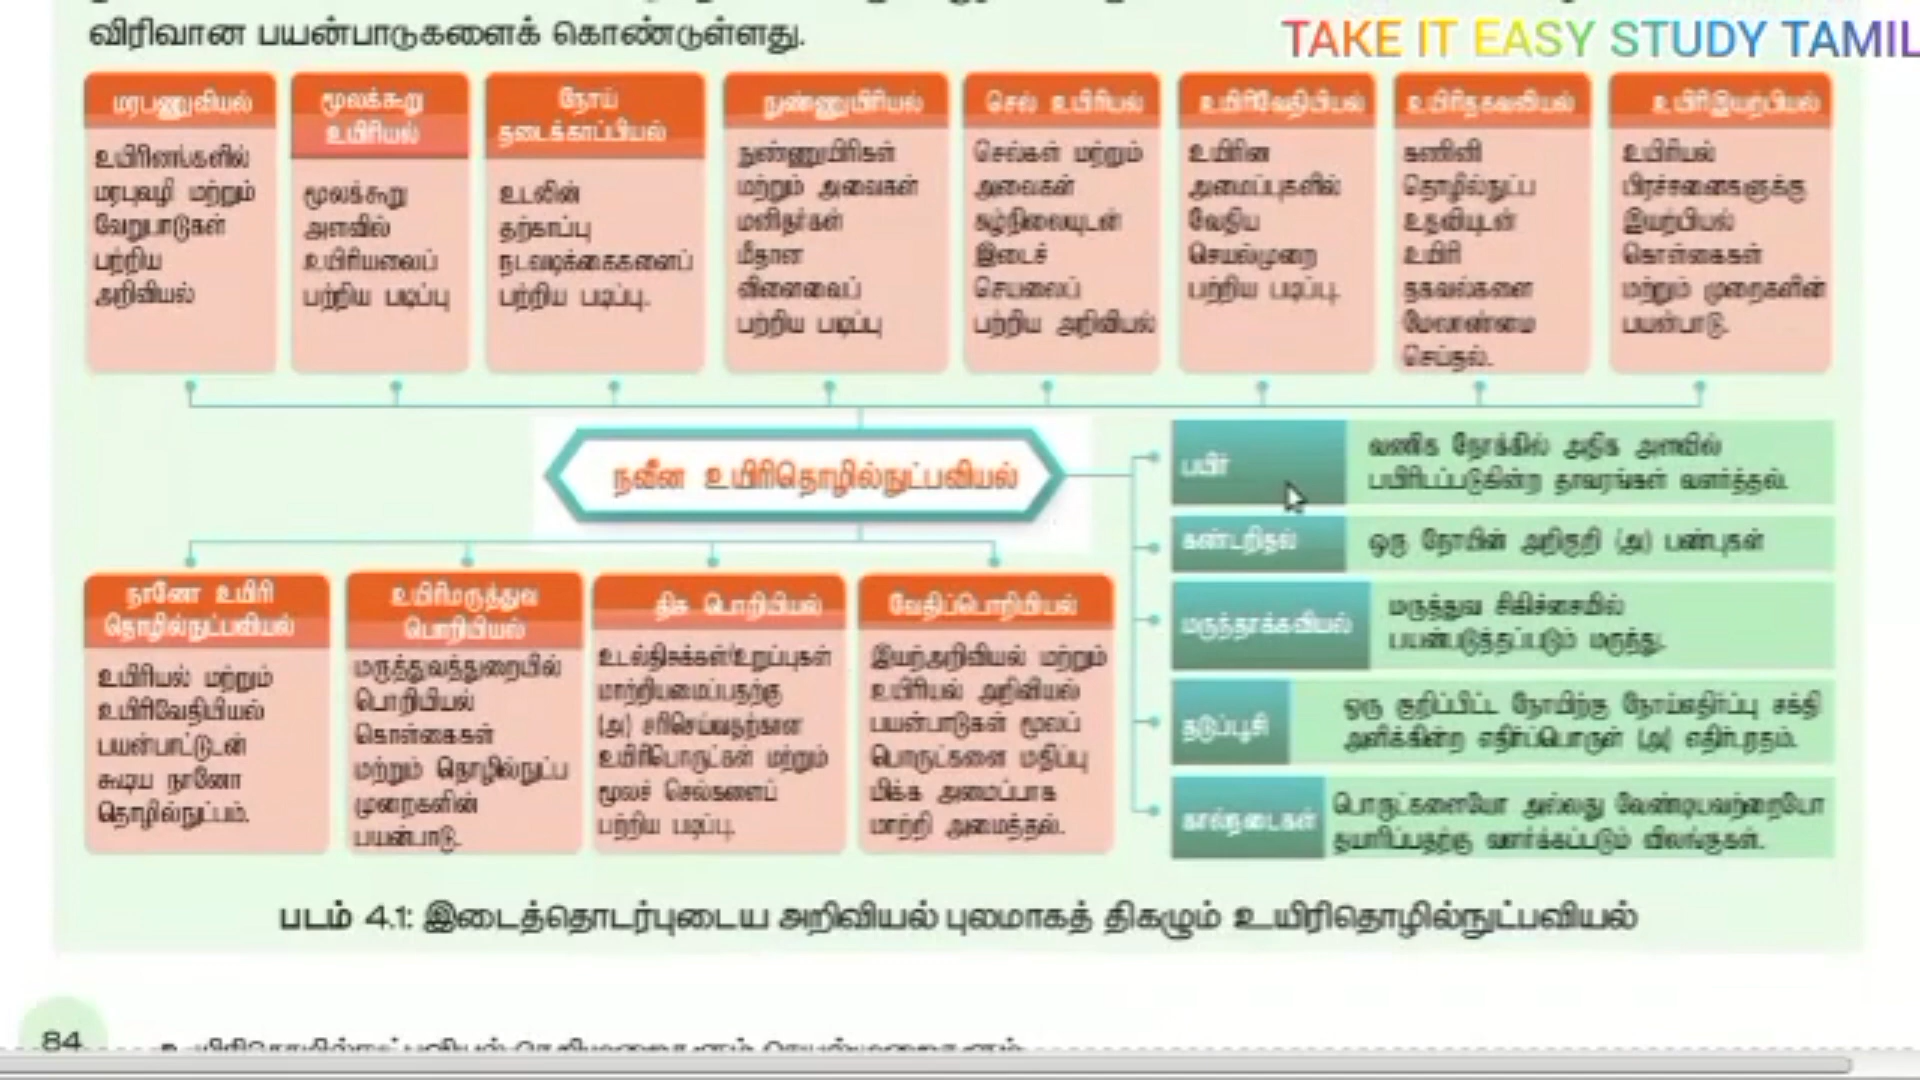 விரிவான பயன்பாடுகளைக் கொண்டுள்ளது.
TAKE IT EASY STUDY TAMIL
மரபணுவியல்
உயிரினங்களில்
மரபுவழி மற்றும்
வேறுபாடுகள்
பற்றிய
அறிவியல்
மூலக்கூறு
உயிரியல்
மூலக்கூறு
அளவில்
உயிரியலைப்
பற்றிய படிப்பு
நோய்
தடைக்காப்பியல்
உடலின்
தற்காப்பு
நடவடிக்கைகளைப்
பற்றிய படிப்பு.
நுண்ணுயிரியல்
நுண்ணுயிரிகள்
மற்றும் அவைகள்
மனிதர்கள்
மீதான
விளைவைப்
பற்றிய படிப்பு
செல் உயிரியல்
செல்கள் மற்றும்
அவைகள்
சுழ்நிலையுடன்
இடைச்
செயலைப்
பற்றிய அறிவியல்
உயிர்வேதியியல்
உயிரின
அமைப்புகளில்
வேதிய
செயல்முறை
பற்றிய படிப்பு.
உயிர்தகவலியல்
கணினி
தொழில்நுட்ப
உதவியுடன்
உயிரி
தகவல்களை
மேலாண்மை
செய்தல்.
உயிர்இயற்பியல்
உயிரியல்
பிரச்சனைகளுக்கு
இயற்பியல்
கொள்கைகள்
மற்றும் முறைகளின்
பயன்பாடு.
நவீன உயிரிதொழில்நுட்பவியல்
பயிர்
வணிக நோக்கில் அதிக அளவில்
பயிரிடப்படுகின்ற தாவரங்கள் வளர்த்தல்.
கண்டறிதல்
ஒரு நோயின் அறிகுறி (அ) பண்புகள்
மருந்தாக்கவியல்
மருத்துவ சிகிச்சையில்
பயன்படுத்தப்படும் மருந்து.
தடுப்பூசி
ஒரு குறிப்பிட்ட நோயிற்கு நோய்எதிர்ப்பு சக்தி
அளிக்கின்ற எதிர்ப்பொருள் (அ) எதிர்ப்புரதம்.
கால்நடைகள்
பொருட்களையோ அல்லது வேண்டியவற்றையோ
தயாரிப்பதற்கு வளர்க்கப்படும் விலங்குகள்.
நானோ உயிரி
தொழில்நுட்பவியல்
உயிரியல் மற்றும்
உயிர்வேதியியல்
பயன்பாட்டுடன்
கூடிய நானோ
தொழில்நுட்பம்.
உயிர்மருத்துவ
பொறியியல்
மருத்துவத்துறையில்
பொறியியல்
கொள்கைகள்
மற்றும் தொழில்நுட்ப
முறைகளின்
பயன்பாடு.
திசு பொறியியல்
உடல்திசுக்கள்/உறுப்புகள்
மாற்றியமைப்பதற்கு
(அ) சரிசெய்வதற்கான
உயிர்பொருட்கள் மற்றும்
மூலச் செல்களைப்
பற்றிய படிப்பு.
வேதிப்பொறியியல்
இயற்அறிவியல் மற்றும்
உயிரியல் அறிவியல்
பயன்பாடுகள் மூலப்
பொருட்களை மதிப்பு
மிக்க அமைப்பாக
மாற்றி அமைத்தல்.
படம் 4.1: இடைத்தொடர்புடைய அறிவியல் புலமாகத் திகழும் உயிரிதொழில்நுட்பவியல்
84